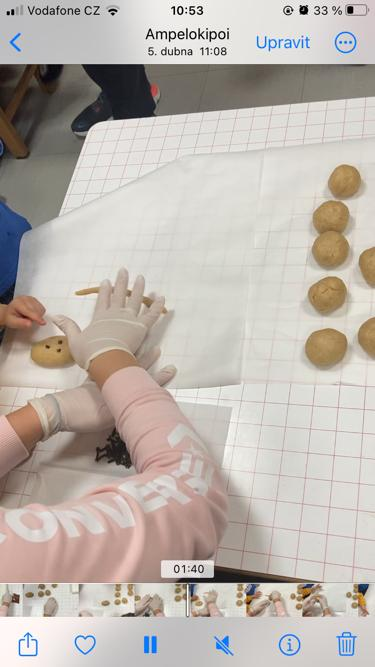 Vodafone CZ 10:53 33 %
Ampelokipoi
5. dubna 11:08
Upravit
CONVERSE
01:40